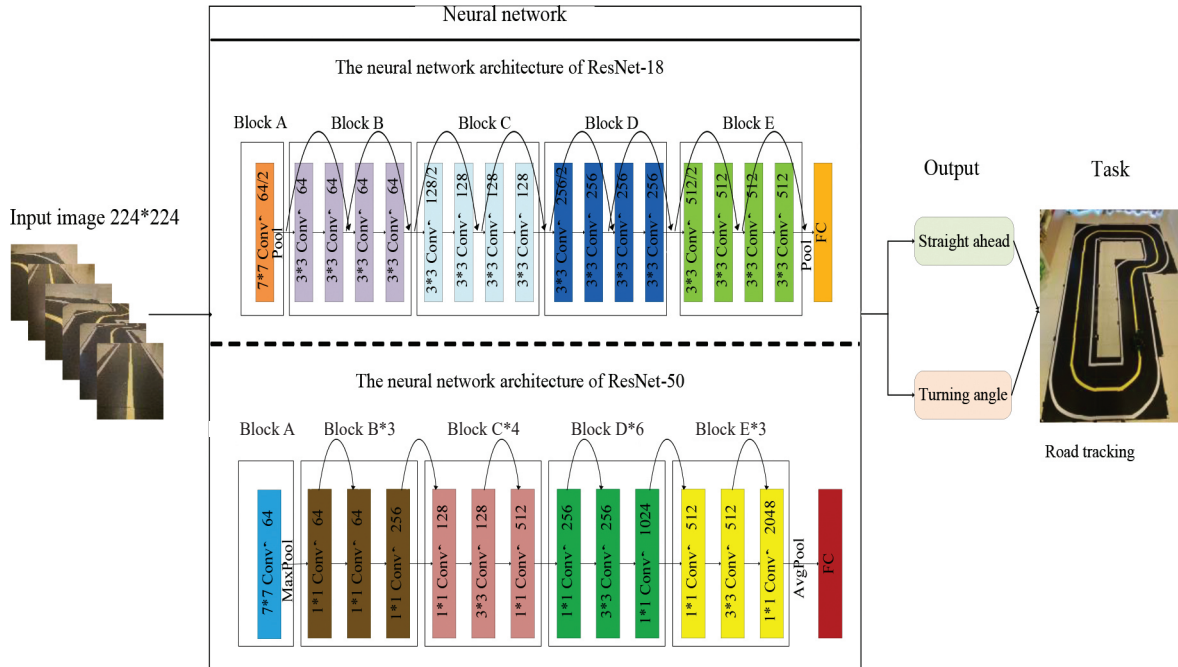 Neural network
The neural network architecture of ResNet-18
Block A
Block B
Block C
Block D
Block E
7*7 Conv, 64/2
Pool
3*3 Conv, 64
3*3 Conv, 64
3*3 Conv, 64
3*3 Conv, 64
3*3 Conv, 128/2
3*3 Conv, 128
3*3 Conv, 128
3*3 Conv, 128
3*3 Conv, 256/2
3*3 Conv, 256
3*3 Conv, 256
3*3 Conv, 256
3*3 Conv, 512/2
3*3 Conv, 512
3*3 Conv, 512
3*3 Conv, 512
Pool
FC
Input image 224*224
Output
Task
Straight ahead
Turning angle
Road tracking
The neural network architecture of ResNet-50
Block A
Block B*3
Block C*4
Block D*6
Block E*3
7*7 Conv, 64
MaxPool
1*1 Conv, 64
1*1 Conv, 64
1*1 Conv, 256
1*1 Conv, 128
3*3 Conv, 128
1*1 Conv, 512
1*1 Conv, 256
3*3 Conv, 256
1*1 Conv, 1024
1*1 Conv, 512
3*3 Conv, 512
1*1 Conv, 2048
AvgPool
FC